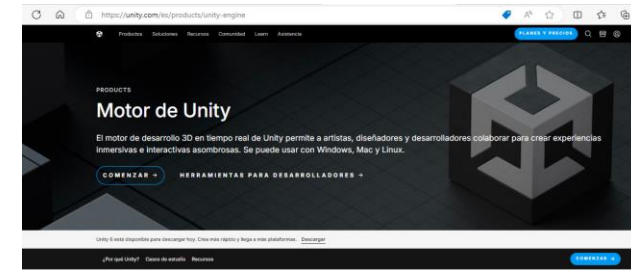 https://unity.com/es/products/unity-engine
Productos Soluciones Recursos Comunidad Learn Asistencia PLANES Y PRECIOS
PRODUCTS
Motor de Unity
El motor de desarrollo 3D en tiempo real de Unity permite a artistas, diseñadores y desarrolladores colaborar para crear experiencias
inmersivas e interactivas asombrosas. Se puede usar con Windows, Mac y Linux.
COMENZAR → HERRAMIENTAS PARA DESARROLLADORES →
Unity 6 está disponible para descargar hoy. Crea más rápido y llega a más plataformas. Descargar
¿Por qué Unity? Casos de estudio Recursos COMENZAR →